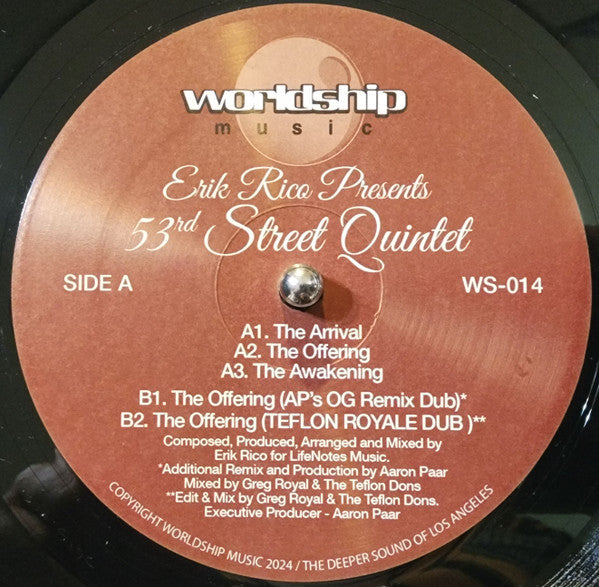 worldship
music
Erik Rico Presents
53rd Street Quintet
SIDE A
WS-014
A1. The Arrival
A2. The Offering
A3. The Awakening
B1. The Offering (AP's OG Remix Dub)*
B2. The Offering (TEFLON ROYALE DUB )**
Composed, Produced, Arranged and Mixed by
Erik Rico for LifeNotes Music.
*Additional Remix and Production by Aaron Paar
Mixed by Greg Royal & The Teflon Dons
**Edit & Mix by Greg Royal & The Teflon Dons.
Executive Producer - Aaron Paar
COPYRIGHT WORLDSHIP MUSIC 2024 / THE DEEPER SOUND OF LOS ANGELES